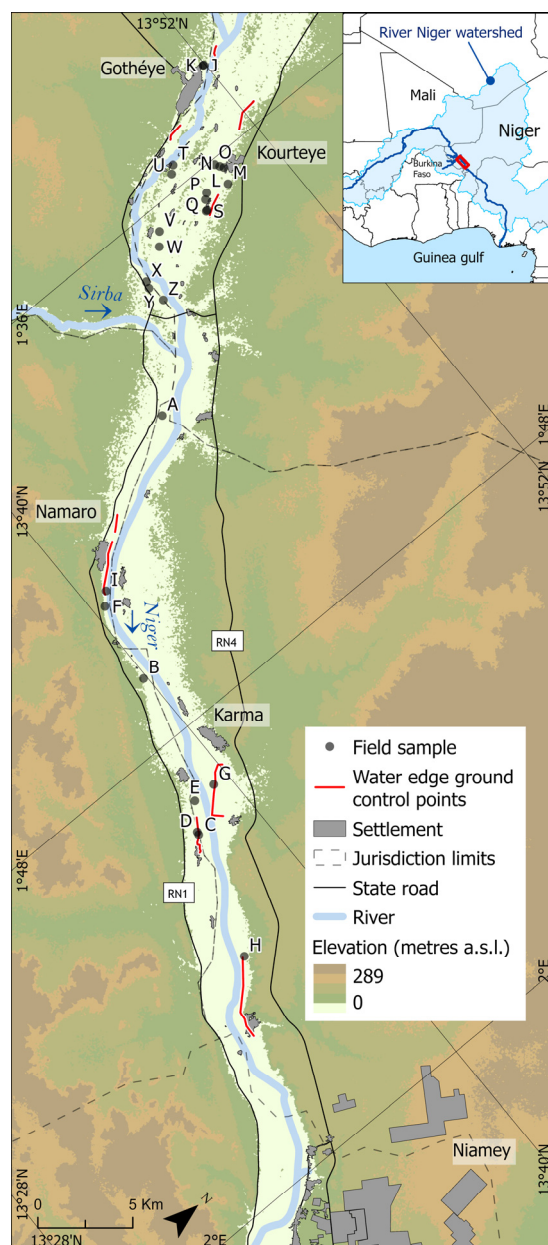 13°52'N
River Niger watershed
Mali
Niger
Burkina
Faso
Guinea gulf
Gothéye
K
J
Kourteye
T
U
N
O
L
M
P
Q
S
V
W
X
Y
Z
Sirba
1°36'E
A
1°48'E
13°52'N
13°40'N
Namaro
I
F
Niger
RN4
B
Karma
G
E
D
C
1°48'E
RN1
H
Field sample
Water edge ground
control points
Settlement
Jurisdiction limits
State road
River
Elevation (metres a.s.l.)
289
0
2°E
Niamey
13°40'N
13°28'N
0
5 Km
N
13°28'N
2°E